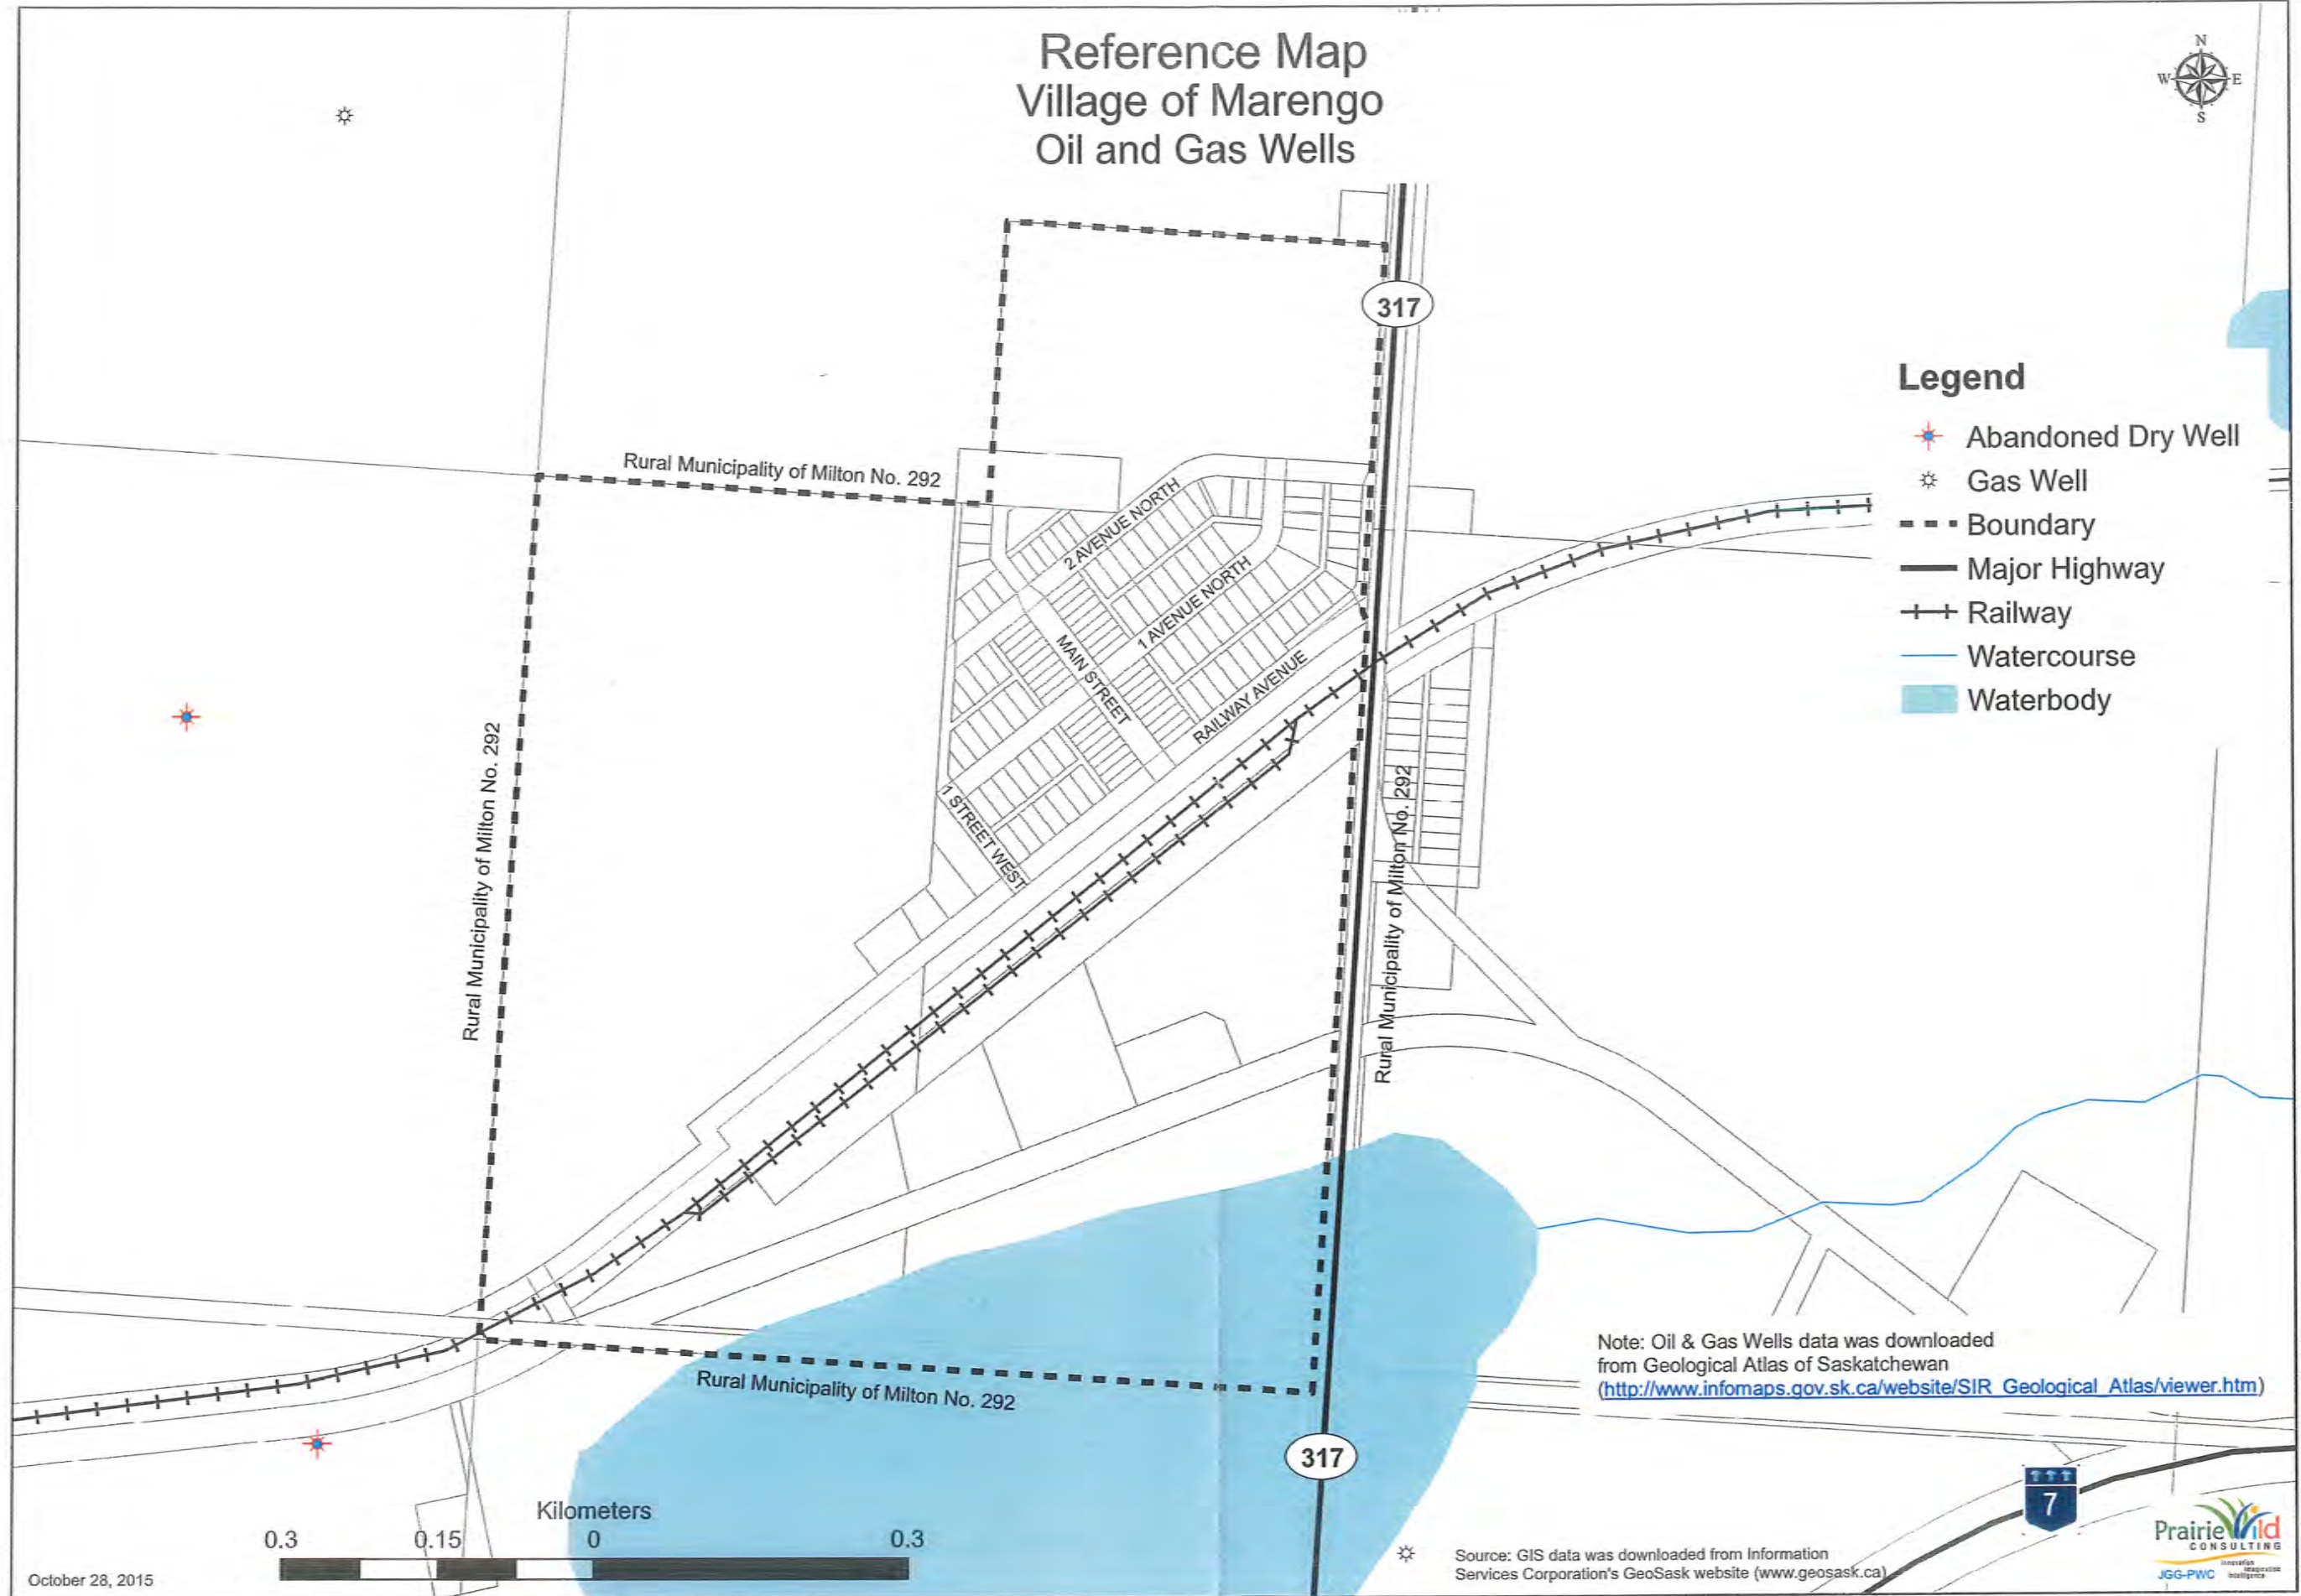 Reference Map
Village of Marengo
Oil and Gas Wells
N
W E
S
317
Legend
Abandoned Dry Well
Gas Well
Boundary
Major Highway
Railway
Watercourse
Waterbody
Rural Municipality of Milton No. 292
2 AVENUE NORTH
1 AVENUE NORTH
MAIN STREET
RAILWAY AVENUE
1 STREET WEST
Rural Municipality of Milton No. 292
Rural Municipality of Milton No. 292
Rural Municipality of Milton No. 292
Note: Oil & Gas Wells data was downloaded
from Geological Atlas of Saskatchewan
(http://www.infomaps.gov.sk.ca/website/SIR_Geological_Atlas/viewer.htm)
317
7
Kilometers
0.3 0.15 0 0.3
October 28, 2015
Source: GIS data was downloaded from Information
Services Corporation's GeoSask website (www.geosask.ca)
PrairieWild
CONSULTING
Innovation
Imagination
Intelligence
JGG-PWC